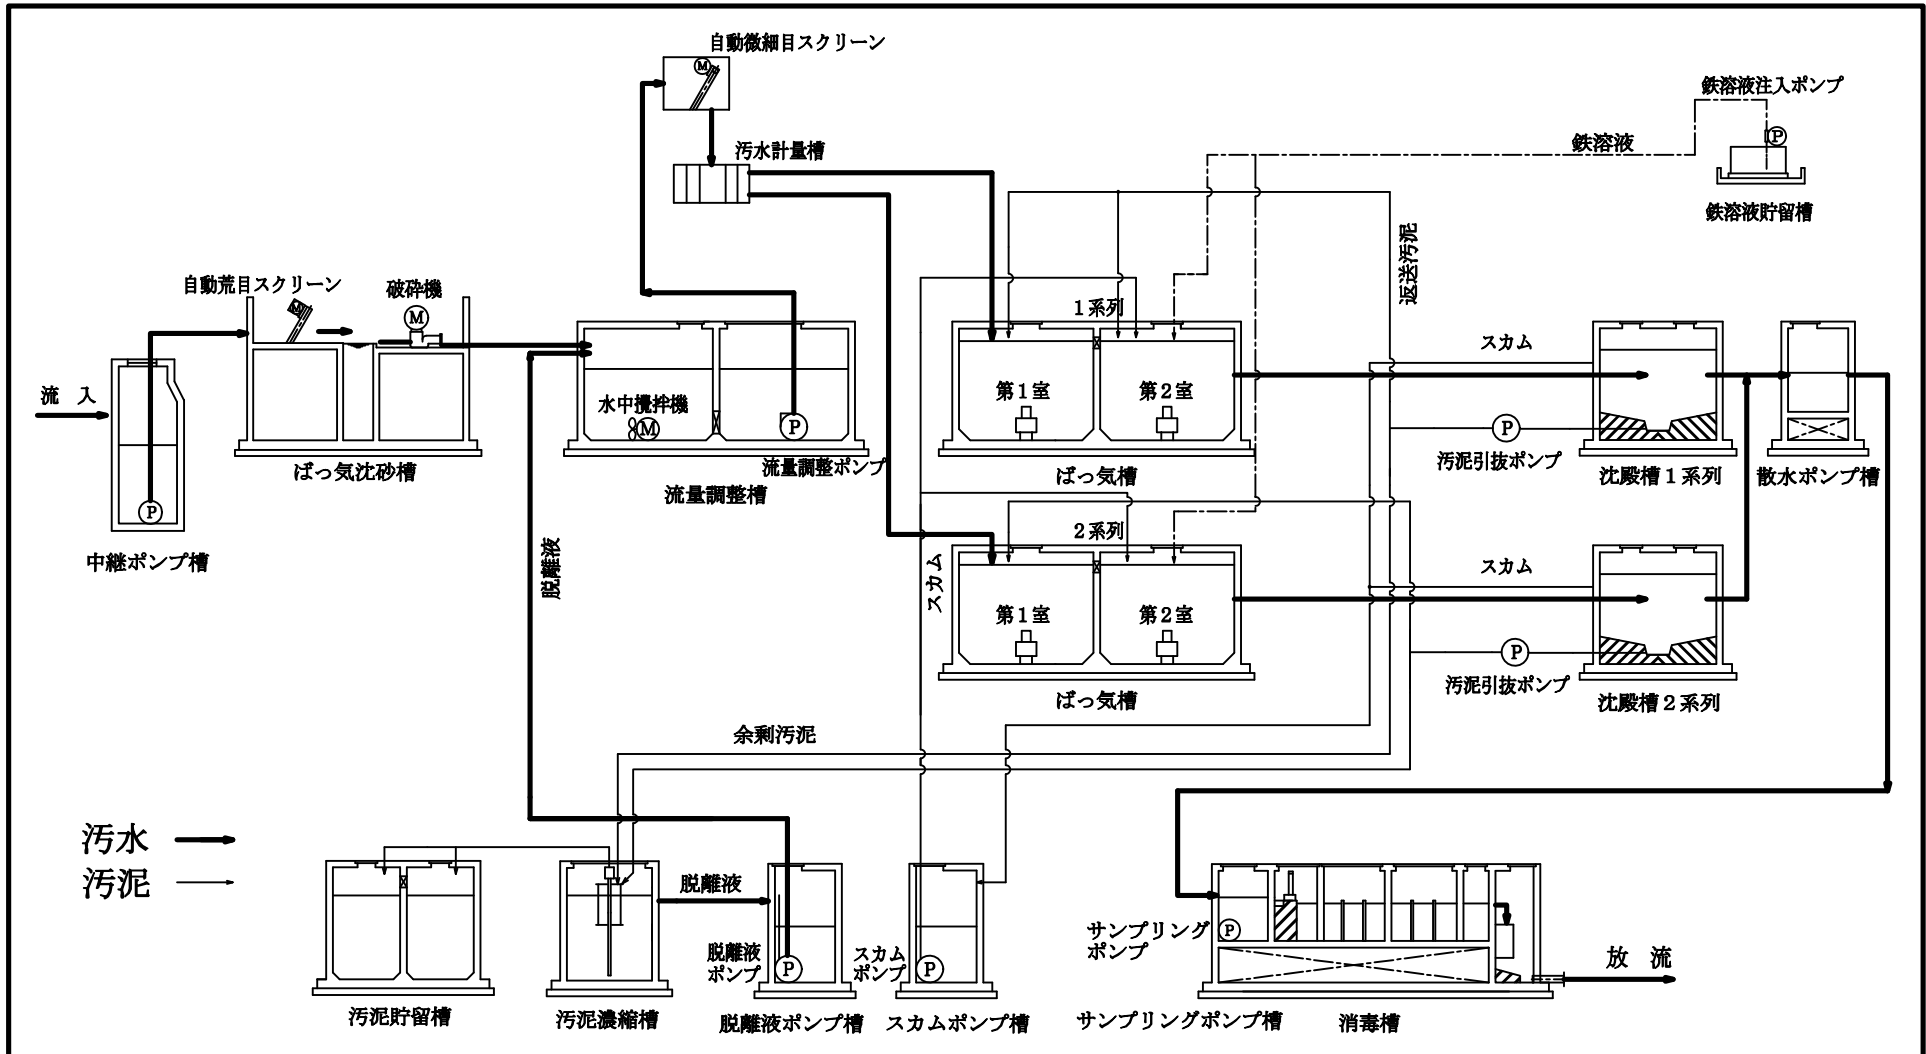 自動微細目スクリーン
M
鉄溶液注入ポンプ
P
鉄溶液
鉄溶液貯留槽
汚水計量槽
返送汚泥
自動荒目スクリーン
M
破砕機
M
流　入
P
中継ポンプ槽
ばっ気沈砂槽
水中攪拌機
M
P
流量調整ポンプ
流量調整槽
1系列
第1室
第2室
ばっ気槽
スカム
P
汚泥引抜ポンプ
沈殿槽1系列
散水ポンプ槽
脱離液
スカム
2系列
第1室
第2室
ばっ気槽
スカム
P
汚泥引抜ポンプ
沈殿槽2系列
余剰汚泥
汚水
汚泥
汚泥貯留槽
汚泥濃縮槽
脱離液
脱離液
ポンプ
P
脱離液ポンプ槽
スカム
ポンプ
P
スカムポンプ槽
サンプリング
ポンプ
P
サンプリングポンプ槽
消毒槽
放　流